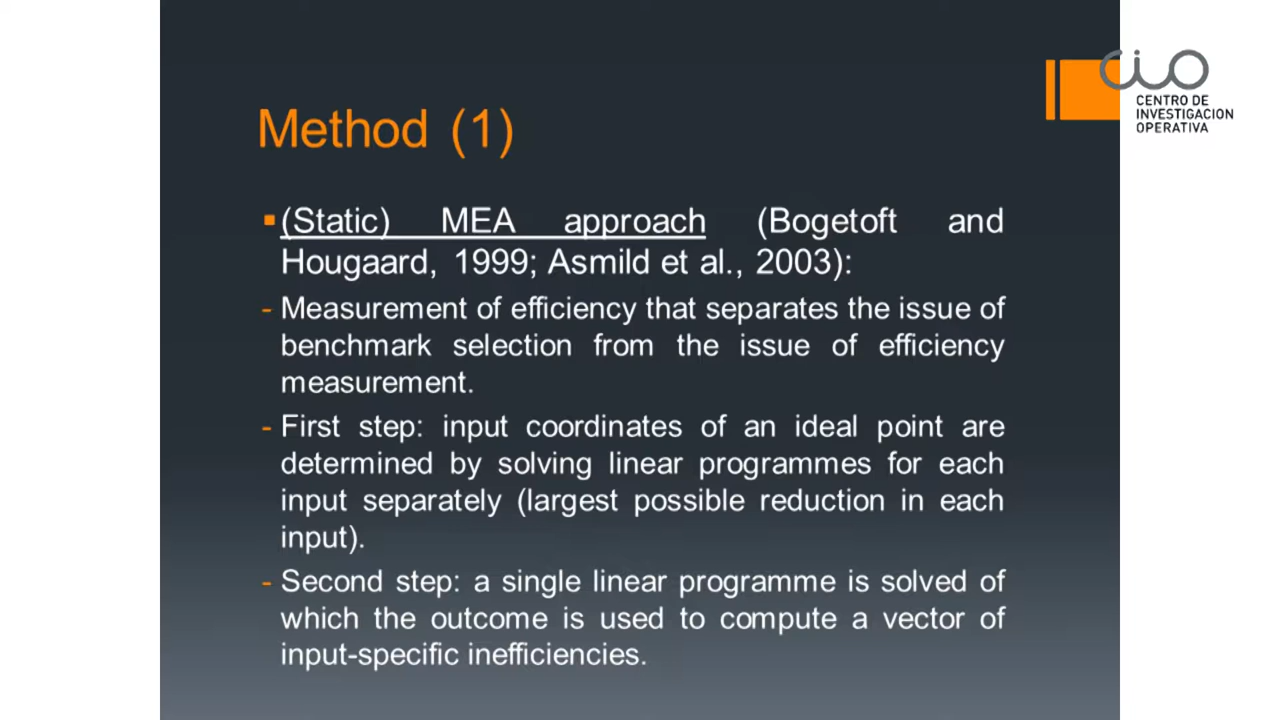 CIO
CENTRO DE
INVESTIGACION
OPERATIVA
Method (1)
(Static) MEA approach (Bogetoft and
Hougaard, 1999; Asmild et al., 2003):
- Measurement of efficiency that separates the issue of
benchmark selection from the issue of efficiency
measurement.
- First step: input coordinates of an ideal point are
determined by solving linear programmes for each
input separately (largest possible reduction in each
input).
- Second step: a single linear programme is solved of
which the outcome is used to compute a vector of
input-specific inefficiencies.